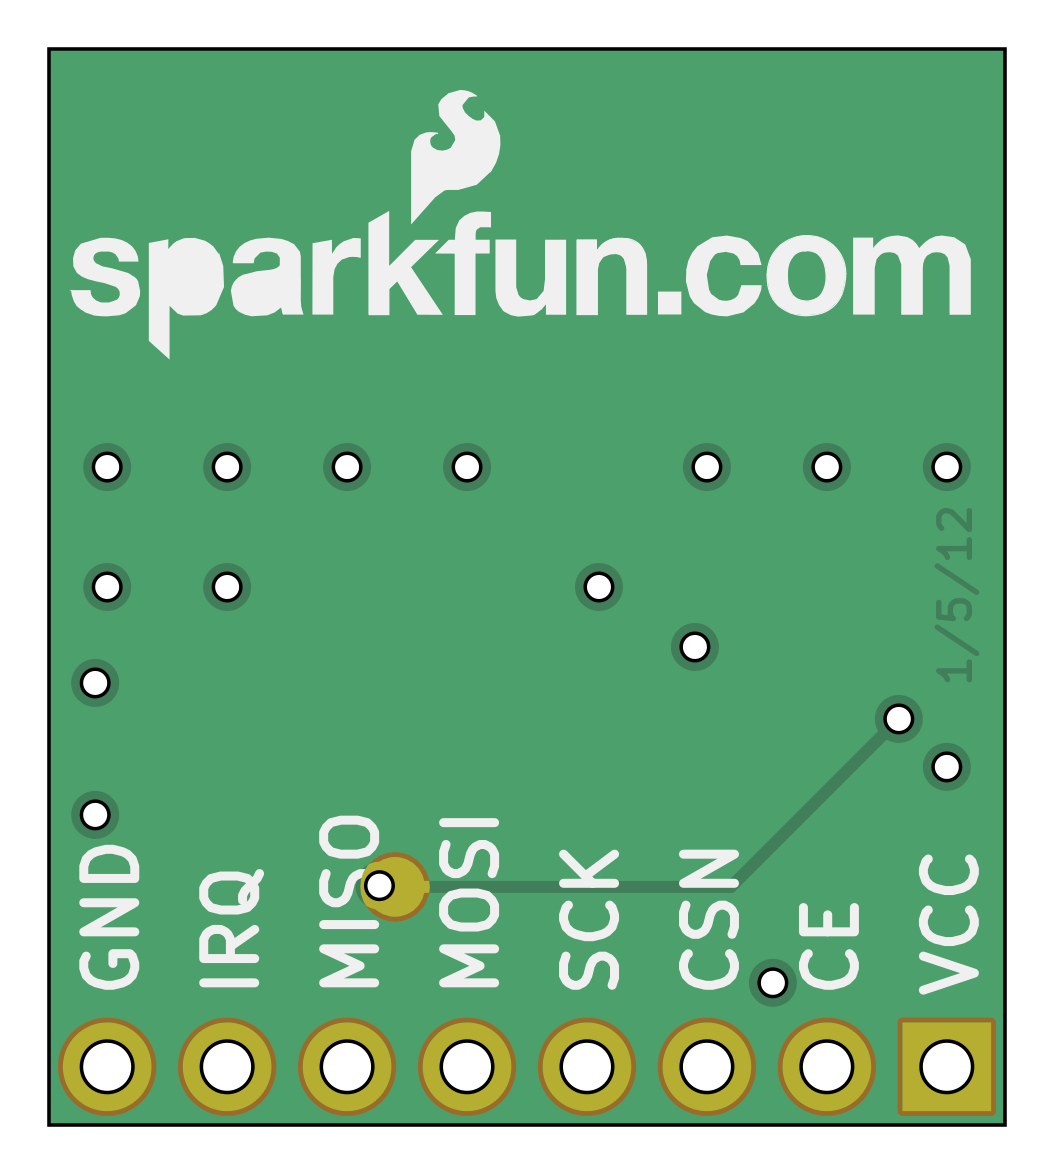 sparkfun.com
1/5/12
GND
IRQ
MISO
MOSI
SCK
CSN
CE
VCC